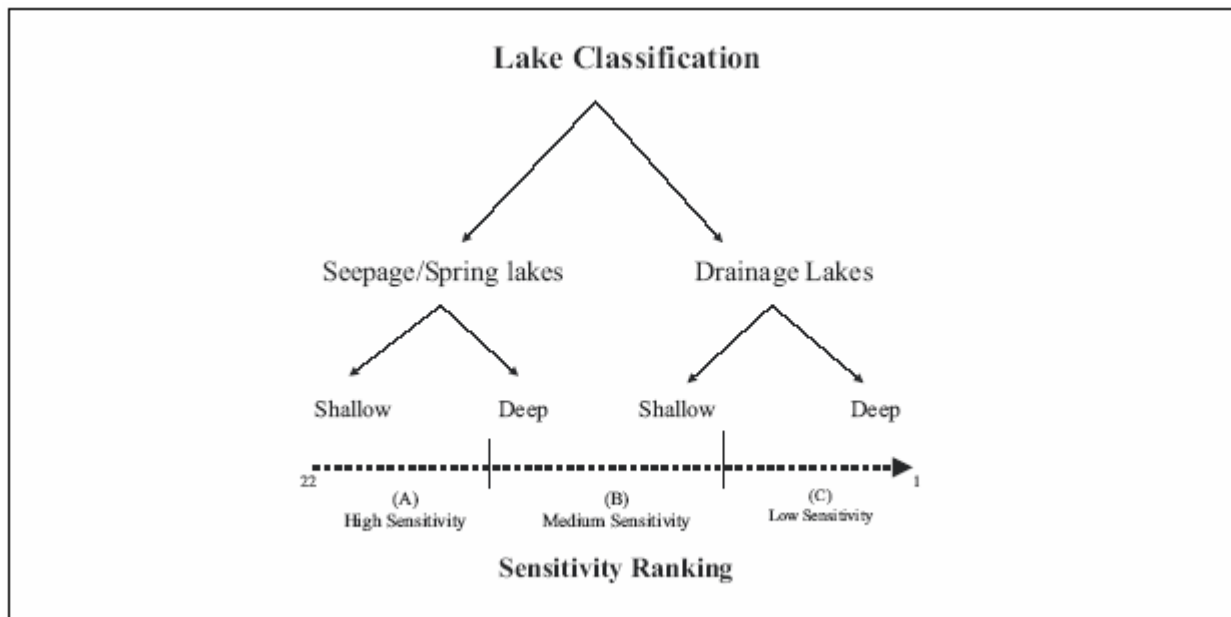 Lake Classification
Seepage/Spring lakes Drainage Lakes
Shallow Deep Shallow Deep
22 1
(A) (B) (C)
High Sensitivity Medium Sensitivity Low Sensitivity
Sensitivity Ranking